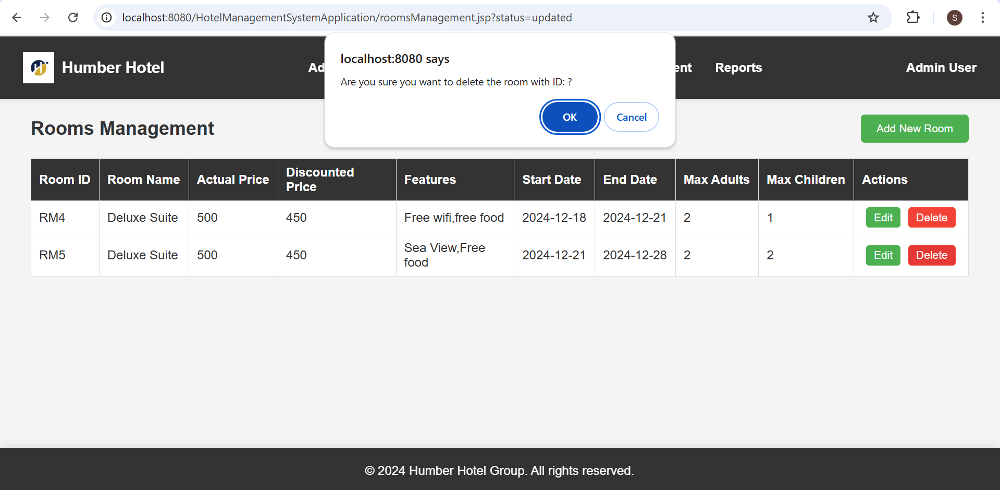 localhost:8080/HotelManagementSystemApplication/roomsManagement.jsp?status=updated
S
localhost:8080 says
Are you sure you want to delete the room with ID: ?
OK Cancel
Humber Hotel Reports Admin User
Rooms Management Add New Room
Room ID Room Name Actual Price Discounted Price Features Start Date End Date Max Adults Max Children Actions
RM4 Deluxe Suite 500 450 Free wifi,free food 2024-12-18 2024-12-21 2 1 Edit Delete
RM5 Deluxe Suite 500 450 Sea View,Free food 2024-12-21 2024-12-28 2 2 Edit Delete
© 2024 Humber Hotel Group. All rights reserved.